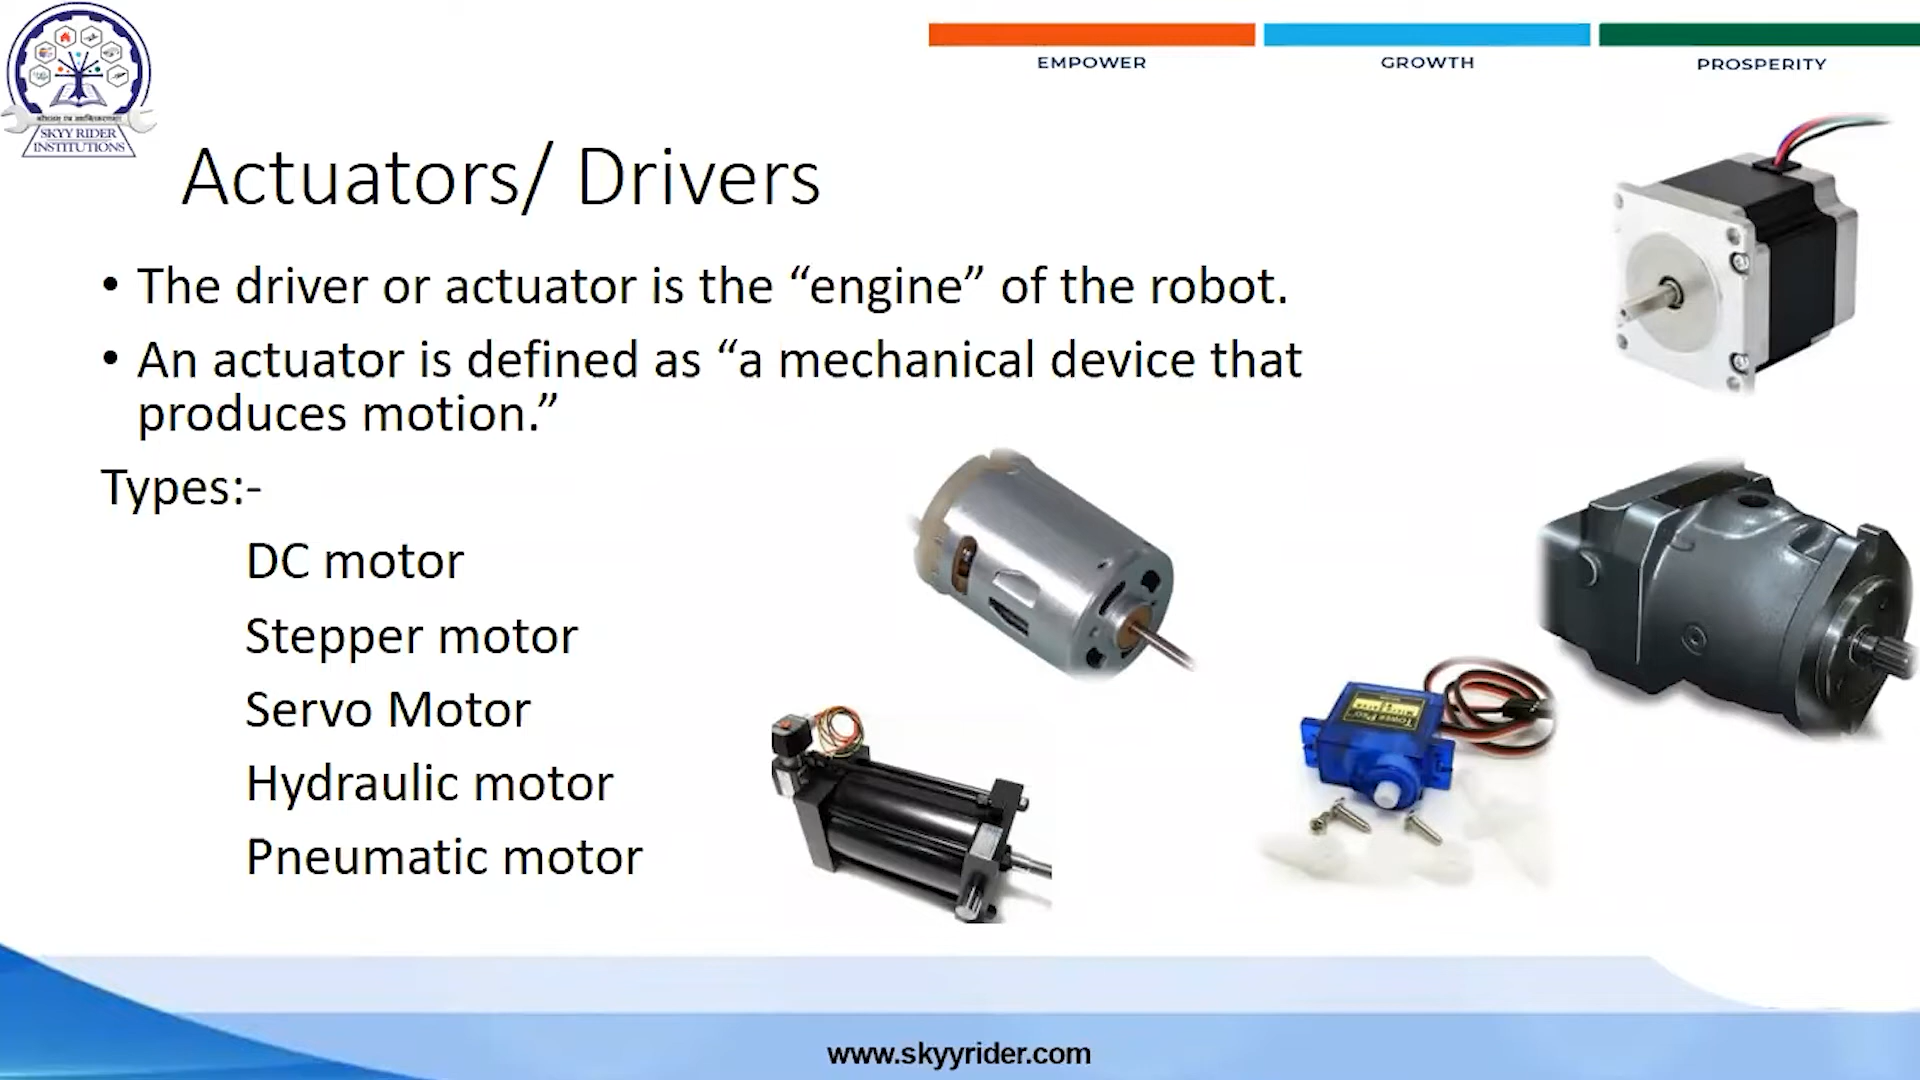 EMPOWER
GROWTH
PROSPERITY
SKYY RIDER
INSTITUTIONS
Actuators/ Drivers
• The driver or actuator is the “engine” of the robot.
• An actuator is defined as “a mechanical device that
produces motion.”
Types:-
DC motor
Stepper motor
Servo Motor
Hydraulic motor
Pneumatic motor
Tower Pro
www.skyyrider.com